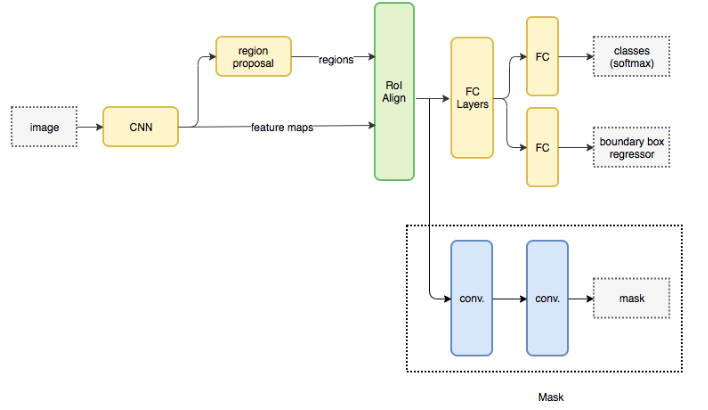 region
proposal
regions
image
CNN
feature maps
RoI
Align
FC
Layers
FC
classes
(softmax)
FC
boundary box
regressor
conv.
conv.
mask
Mask